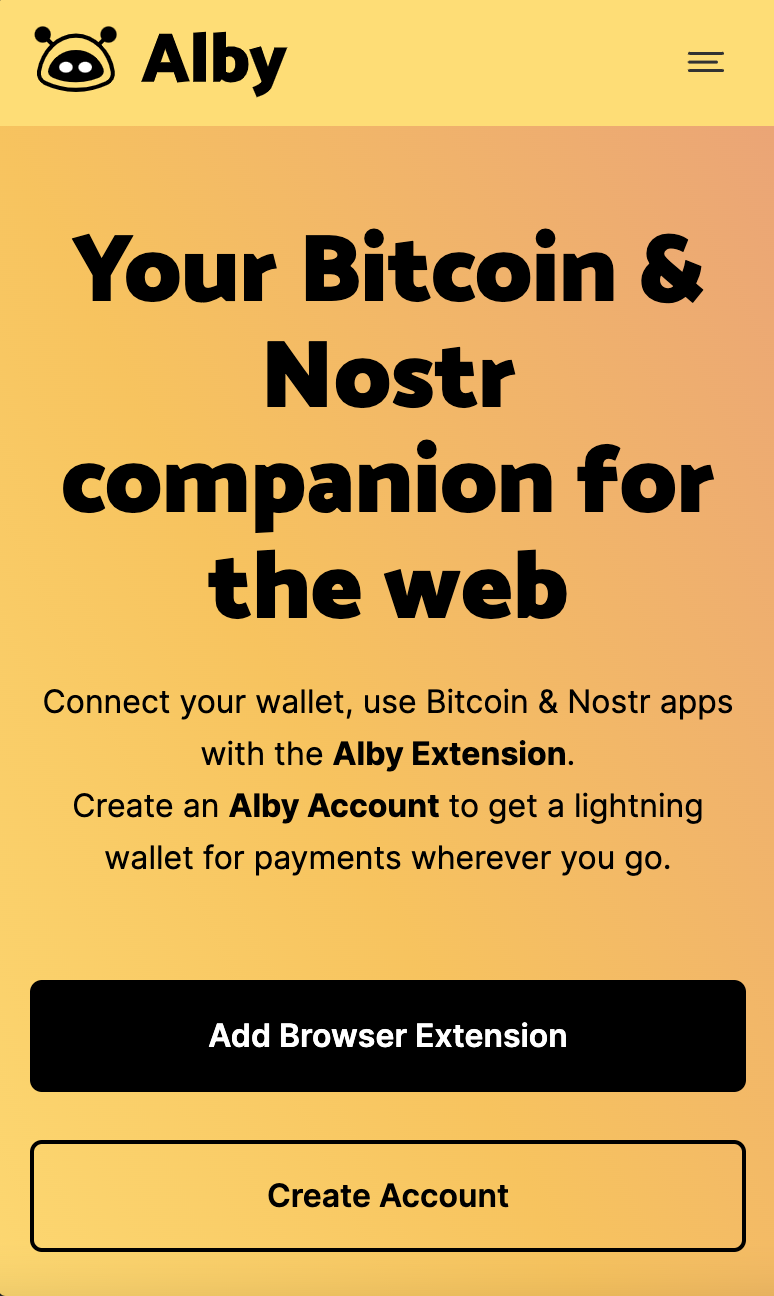 Alby
Your Bitcoin &
Nostr
companion for
the web
Connect your wallet, use Bitcoin & Nostr apps
with the Alby Extension.
Create an Alby Account to get a lightning
wallet for payments wherever you go.
Add Browser Extension
Create Account